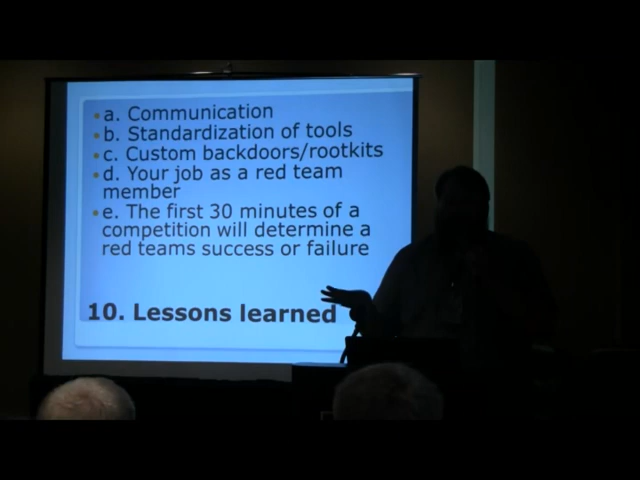 a. Communication
b. Standardization of tools
c. Custom backdoors/rootkits
d. Your job as a red team
member
e. The first 30 minutes of a
competition will determine a
red teams success or failure
10. Lessons learned